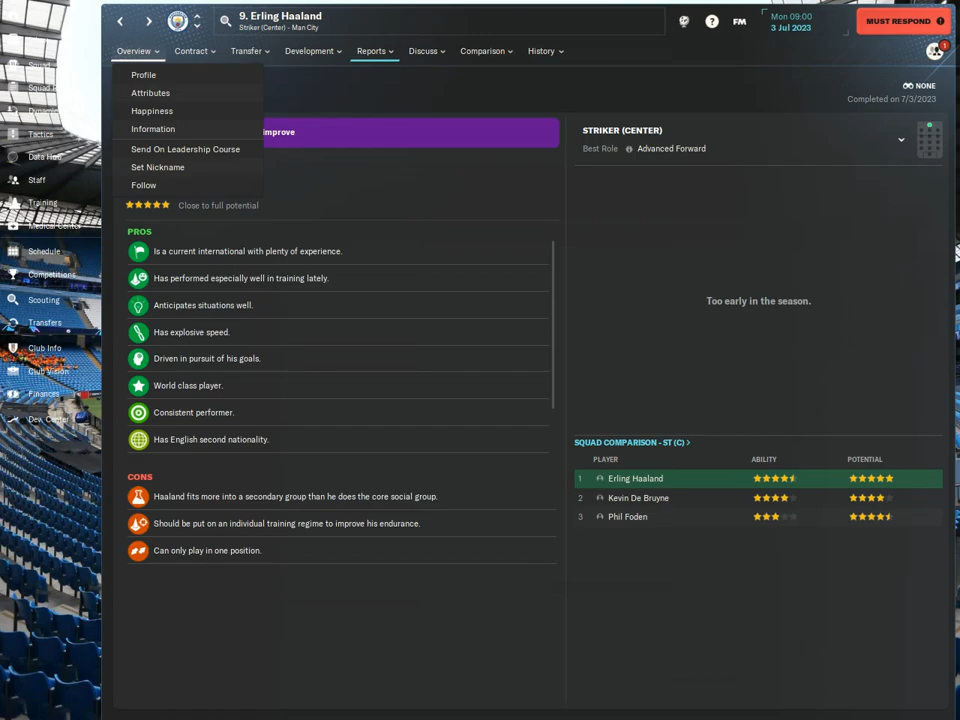 9. Erling Haaland
Striker (Center) - Man City
?
FM
Mon 09:00
3 Jul 2023
MUST RESPOND
1
Overview
Contract
Transfer
Development
Reports
Discuss
Comparison
History
Profile
Attributes
Happiness
Information
Send On Leadership Course
Set Nickname
Follow
Squad
Squad
Tactics
Data Hub
Staff
Training
Medical Center
Schedule
Competitions
Scouting
Transfers
Club Info
Club Vision
Finances
Dev. Center
NONE
Completed on 7/3/2023
improve
Close to full potential
PROS
Is a current international with plenty of experience.
Has performed especially well in training lately.
Anticipates situations well.
Has explosive speed.
Driven in pursuit of his goals.
World class player.
Consistent performer.
Has English second nationality.
CONS
Haaland fits more into a secondary group than he does the core social group.
Should be put on an individual training regime to improve his endurance.
Can only play in one position.
STRIKER (CENTER)
Best Role Advanced Forward
Too early in the season.
SQUAD COMPARISON - ST (C) >
PLAYER ABILITY POTENTIAL
1 Erling Haaland
2 Kevin De Bruyne
3 Phil Foden